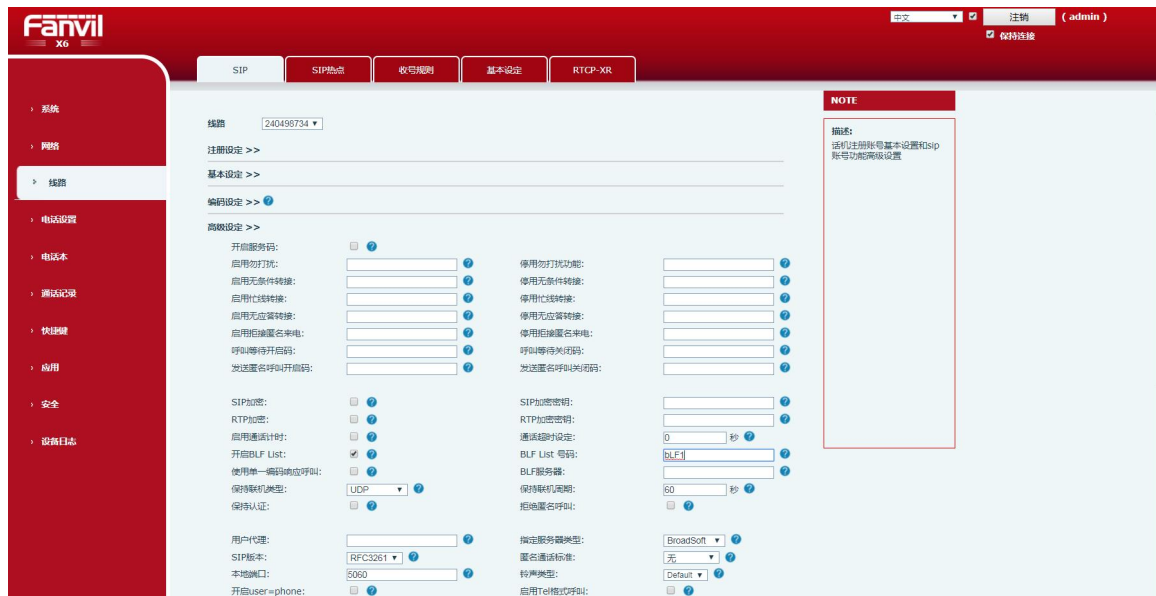 Fanvil
X6
中文 注销 ( admin )
保持连接
SIP SIP热点 收号规则 基本设定 RTCP-XR
› 系统
› 网络
› 线路
› 电话设置
› 电话本
› 通话记录
› 快捷键
› 应用
› 安全
› 设备日志
线路 240498734
注册设定 >>
基本设定 >>
编码设定 >>
高级设定 >>
开启服务码:
启用勿打扰: 停用勿打扰功能:
启用无条件转接: 停用无条件转接:
启用忙线转接: 停用忙线转接:
启用无应答转接: 停用无应答转接:
启用拒接匿名来电: 停用拒接匿名来电:
呼叫等待开启码: 呼叫等待关闭码:
发送匿名呼叫开启码: 发送匿名呼叫关闭码:
SIP加密: SIP加密密钥:
RTP加密: RTP加密密钥:
启用通话计时: 通话超时设定: 0 秒
开启BLF List: BLF List 号码: bLF1
使用单一编码响应呼叫: BLF服务器:
保持联机类型: UDP 保持联机周期: 60 秒
保持认证: 拒绝匿名呼叫:
用户代理: 指定服务器类型: BroadSoft
SIP版本: RFC3261 匿名通话标准: 无
本地端口: 5060 铃声类型: Default
开启user=phone: 启用Tel格式呼叫:
NOTE
描述:
话机注册账号基本设置和sip
账号功能高级设置